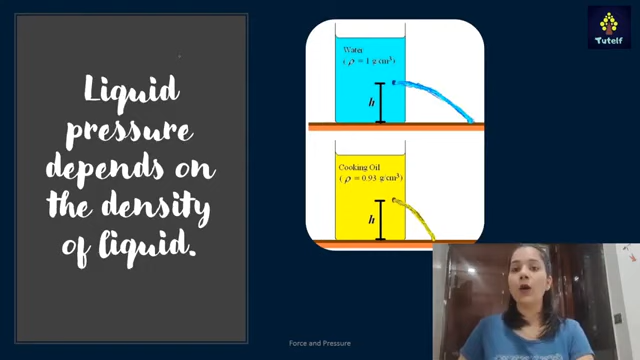 Liquid
pressure
depends on
the density
of liquid.
Water
(ρ = 1 g cm³)
h
Cooking Oil
(ρ = 0.93 g cm³)
h
Tutelf
Force and Pressure